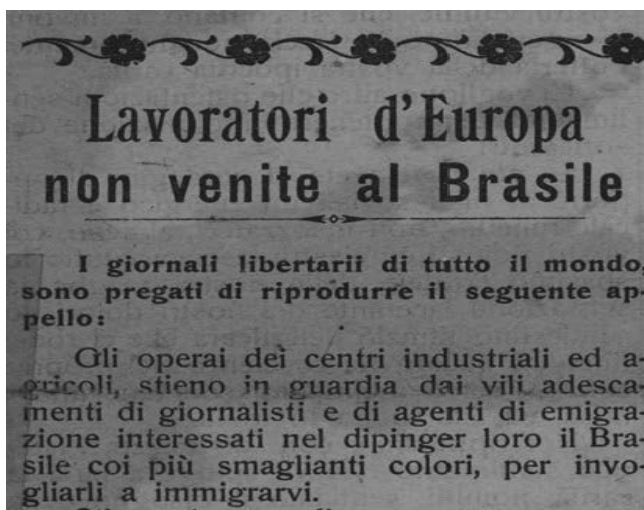 Lavoratori d'Europa
non venite al Brasile
I giornali libertarii di tutto il mondo,
sono pregati di riprodurre il seguente ap-
pello:
Gli operai dei centri industriali ed a-
gricoli, stieno in guardia dai vili adesca-
menti di giornalisti e di agenti di emigra-
zione interessati nel dipinger loro il Bra-
sile coi più smaglianti colori, per invo-
gliarli a immigrarvi.